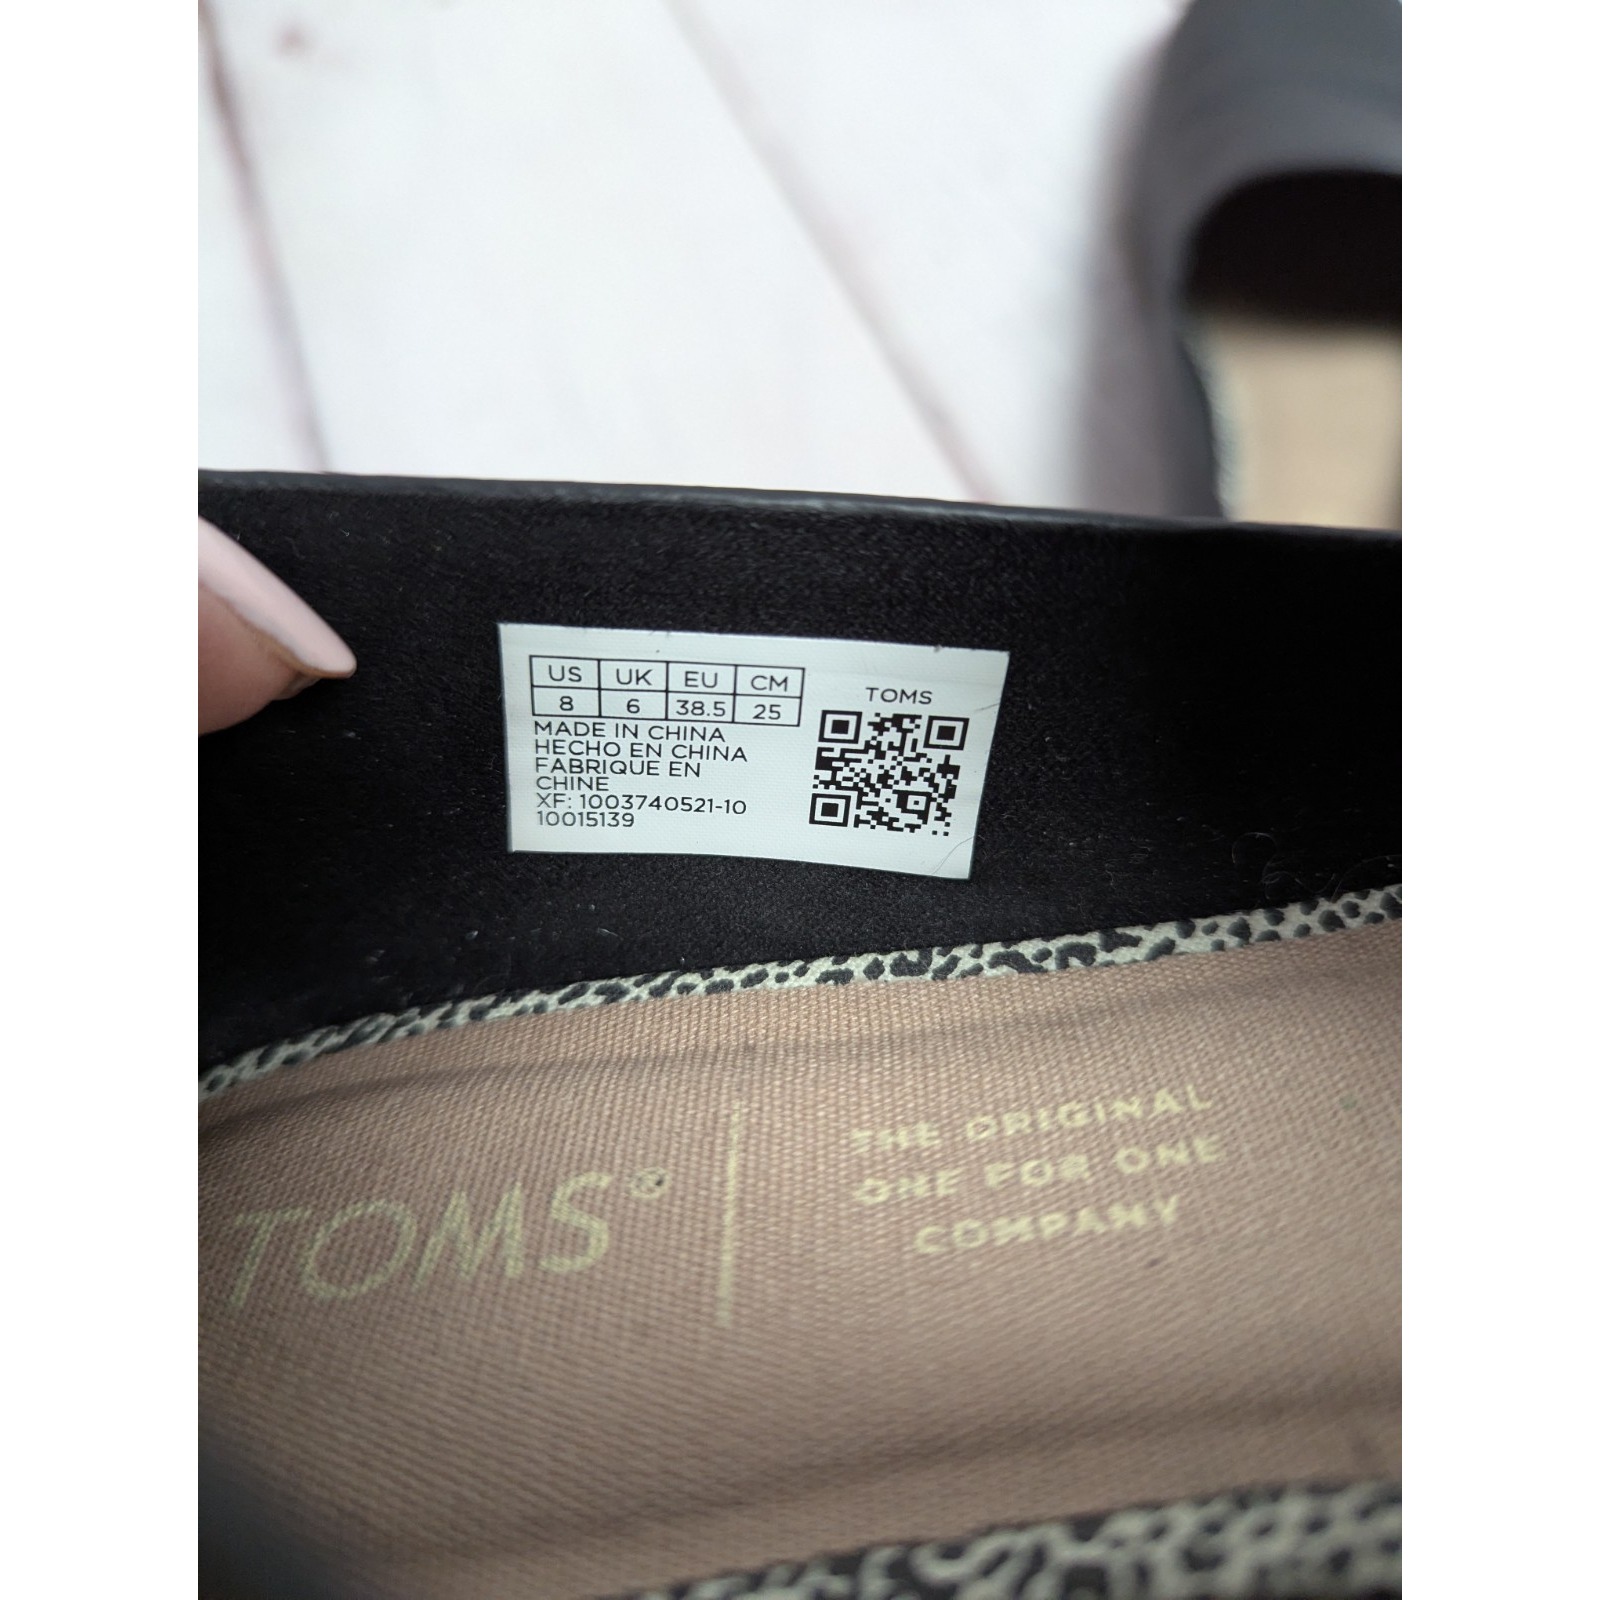 US UK EU CM
8 6 38.5 25
MADE IN CHINA
HECHO EN CHINA
FABRIQUE EN
CHINE
XF: 1003740521-10
10015139
TOMS
TOMS®
THE ORIGINAL
ONE FOR ONE
COMPANY